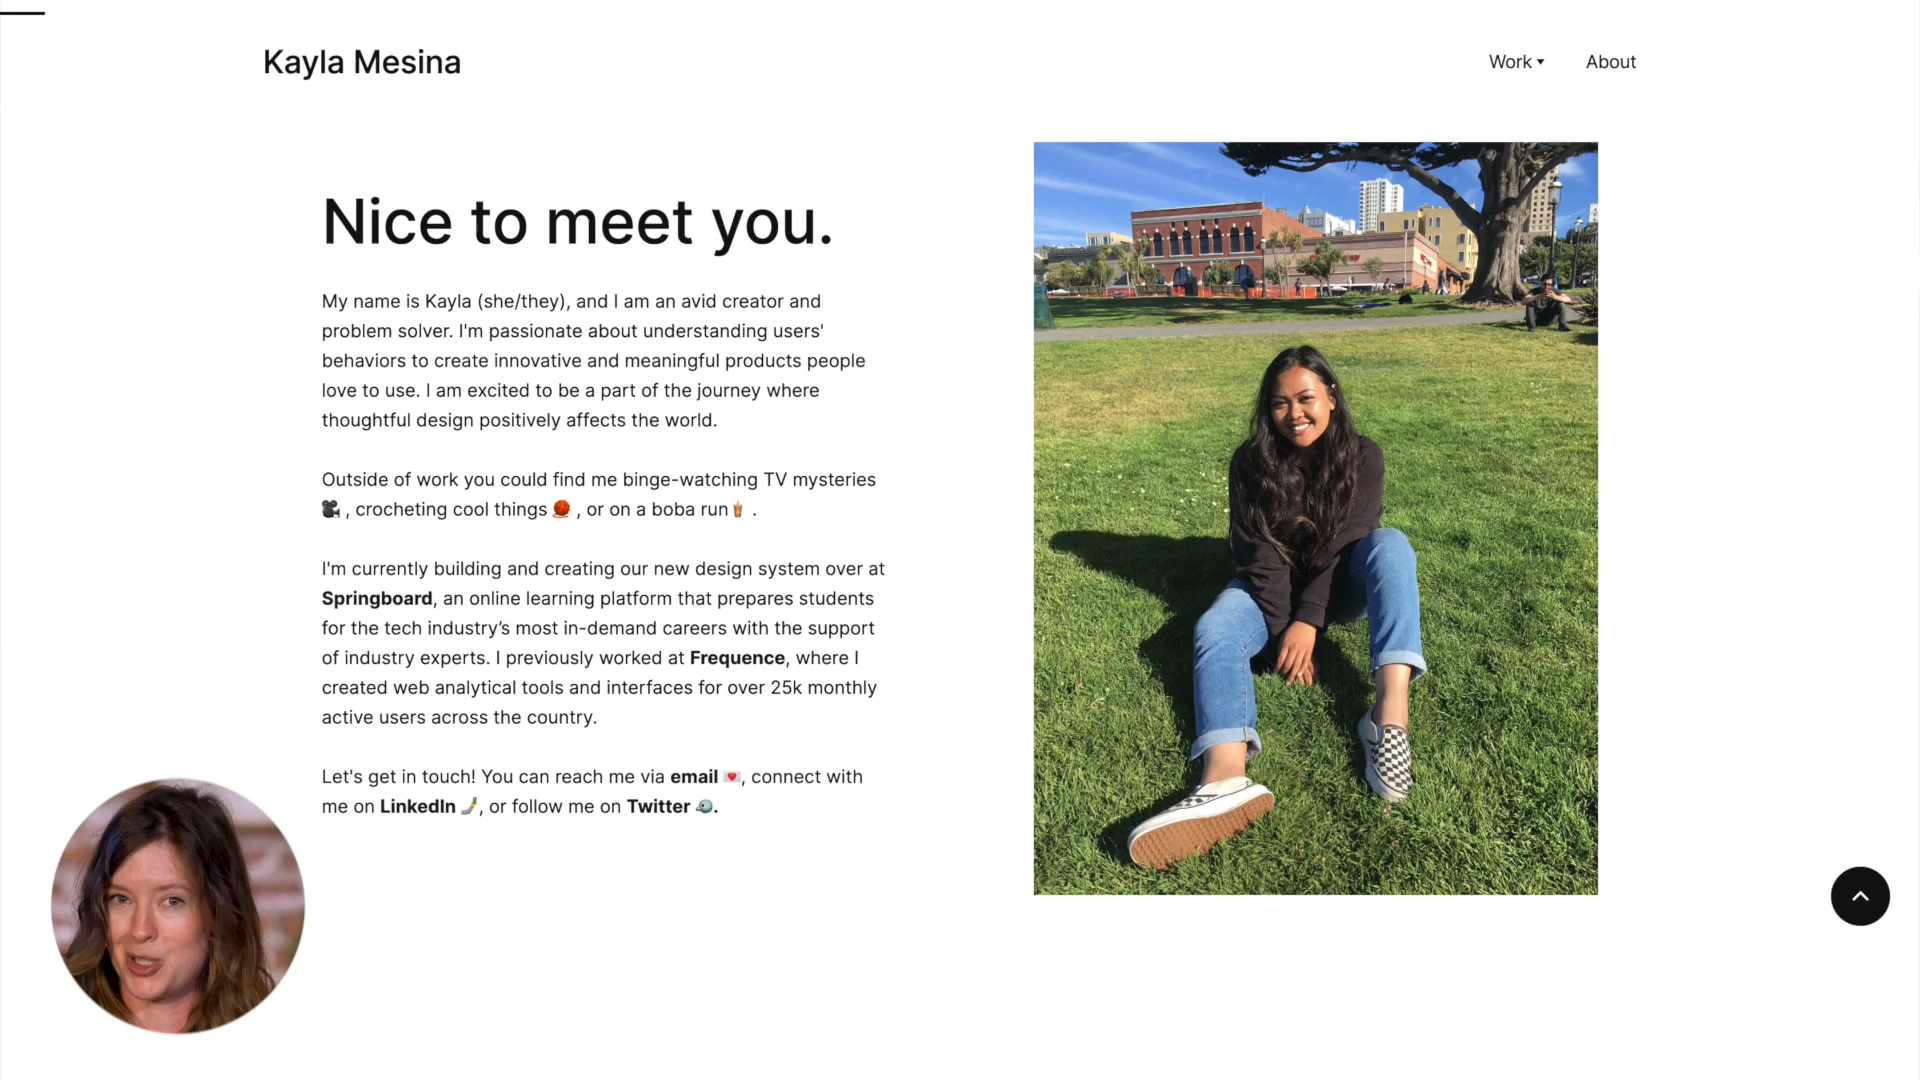 Kayla Mesina
Work ▾
About
Nice to meet you.
My name is Kayla (she/they), and I am an avid creator and
problem solver. I'm passionate about understanding users'
behaviors to create innovative and meaningful products people
love to use. I am excited to be a part of the journey where
thoughtful design positively affects the world.
Outside of work you could find me binge-watching TV mysteries
🎥 , crocheting cool things 🧶 , or on a boba run🧋 .
I'm currently building and creating our new design system over at
Springboard, an online learning platform that prepares students
for the tech industry’s most in-demand careers with the support
of industry experts. I previously worked at Frequence, where I
created web analytical tools and interfaces for over 25k monthly
active users across the country.
Let's get in touch! You can reach me via email 💌, connect with
me on LinkedIn 🤳, or follow me on Twitter 🐦.